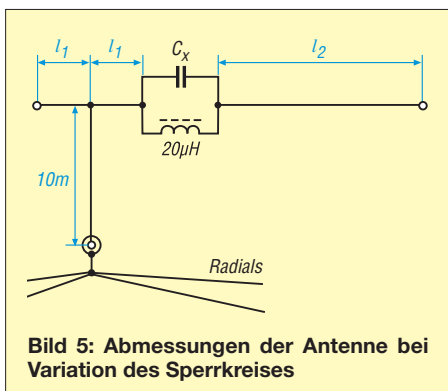 l₁ l₁ Cₓ l₂
20µH
10m
Radials
Bild 5: Abmessungen der Antenne bei
Variation des Sperrkreises